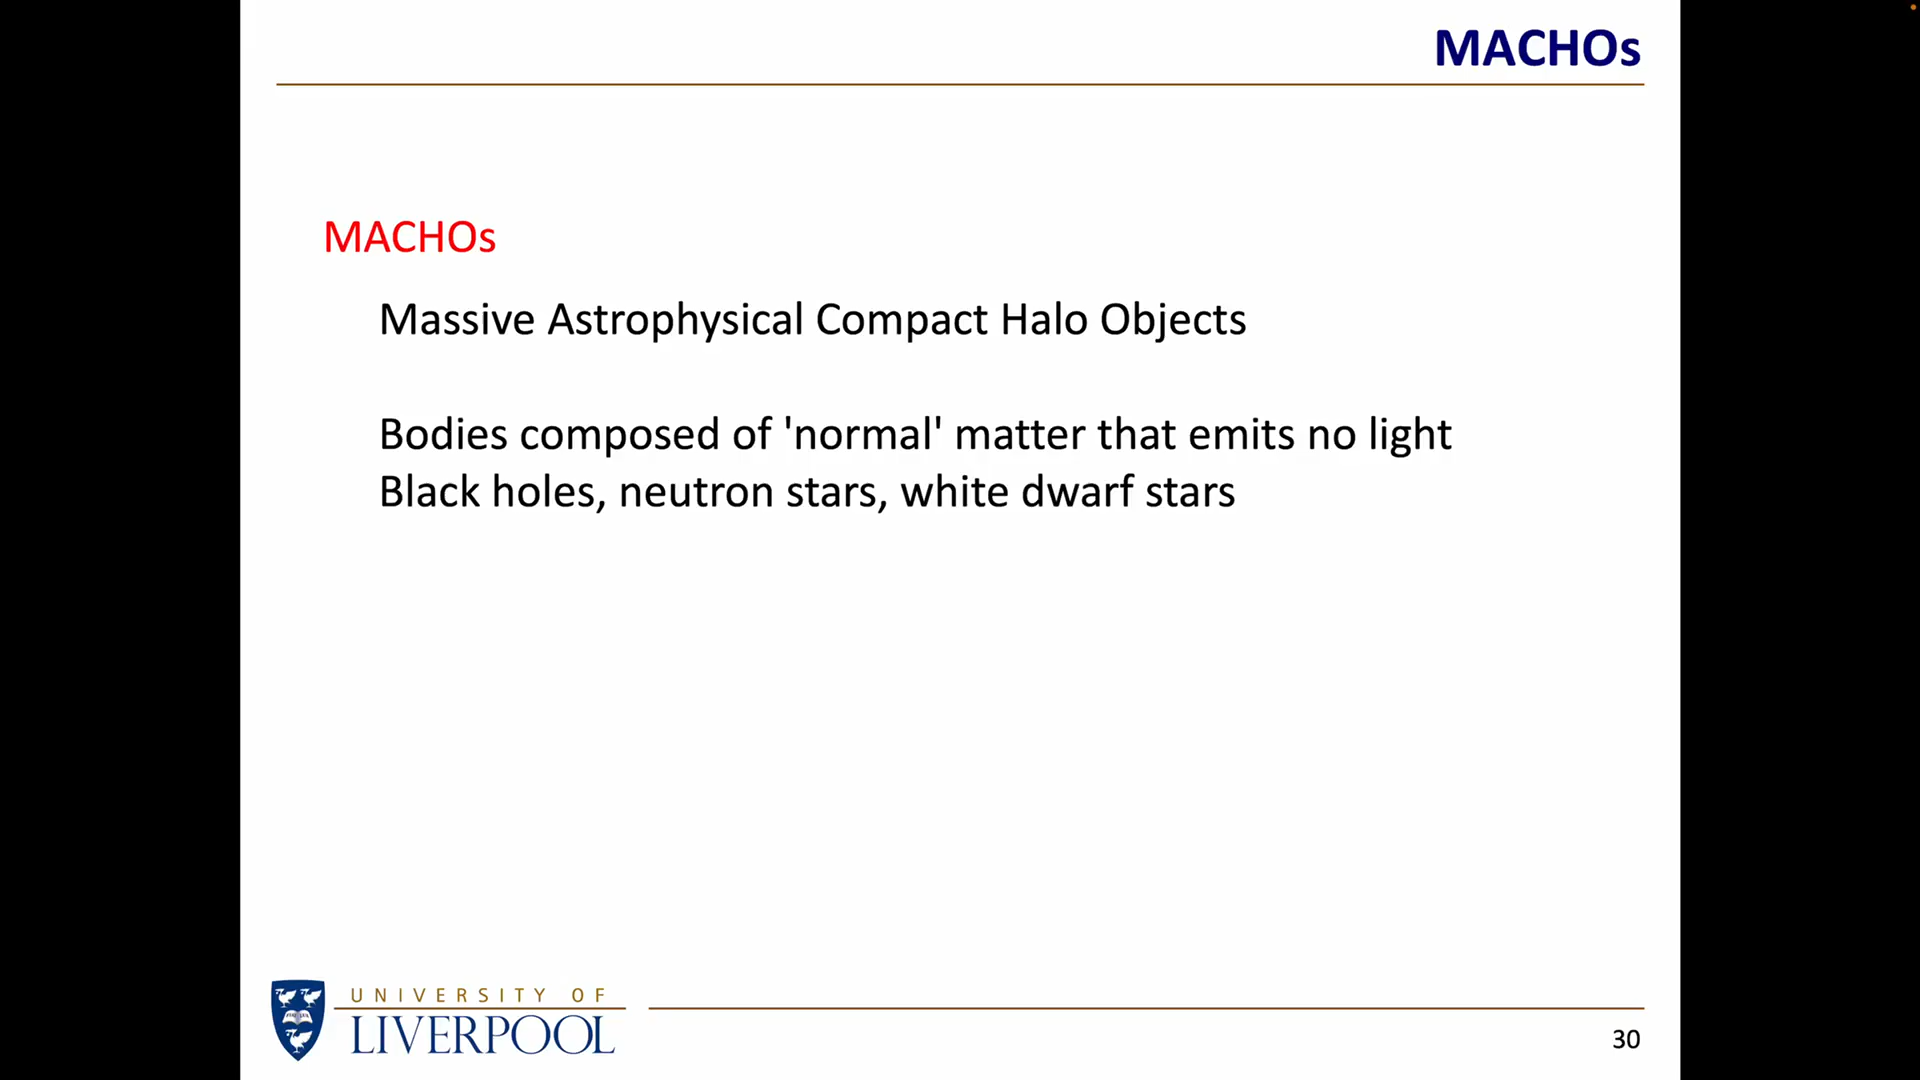 MACHOs
MACHOs
Massive Astrophysical Compact Halo Objects
Bodies composed of 'normal' matter that emits no light
Black holes, neutron stars, white dwarf stars
UNIVERSITY OF
LIVERPOOL
30